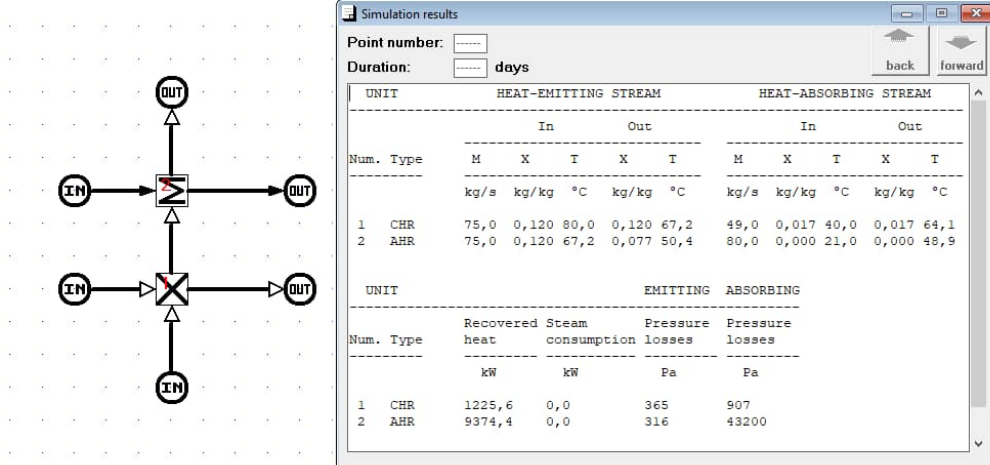 OUT
IN
2
OUT
IN
1
OUT
IN
Simulation results
Point number: ------
Duration: ------ days
back
forward
UNIT HEAT-EMITTING STREAM HEAT-ABSORBING STREAM
In Out In Out
Num. Type M X T X T M X T X T
kg/s kg/kg °C kg/kg °C kg/s kg/kg °C kg/kg °C
1 CHR 75,0 0,120 80,0 0,120 67,2 49,0 0,017 40,0 0,017 64,1
2 AHR 75,0 0,120 67,2 0,077 50,4 80,0 0,000 21,0 0,000 48,9
UNIT EMITTING ABSORBING
Recovered Steam Pressure Pressure
Num. Type heat consumption losses losses
kW kW Pa Pa
1 CHR 1225,6 0,0 365 907
2 AHR 9374,4 0,0 316 43200